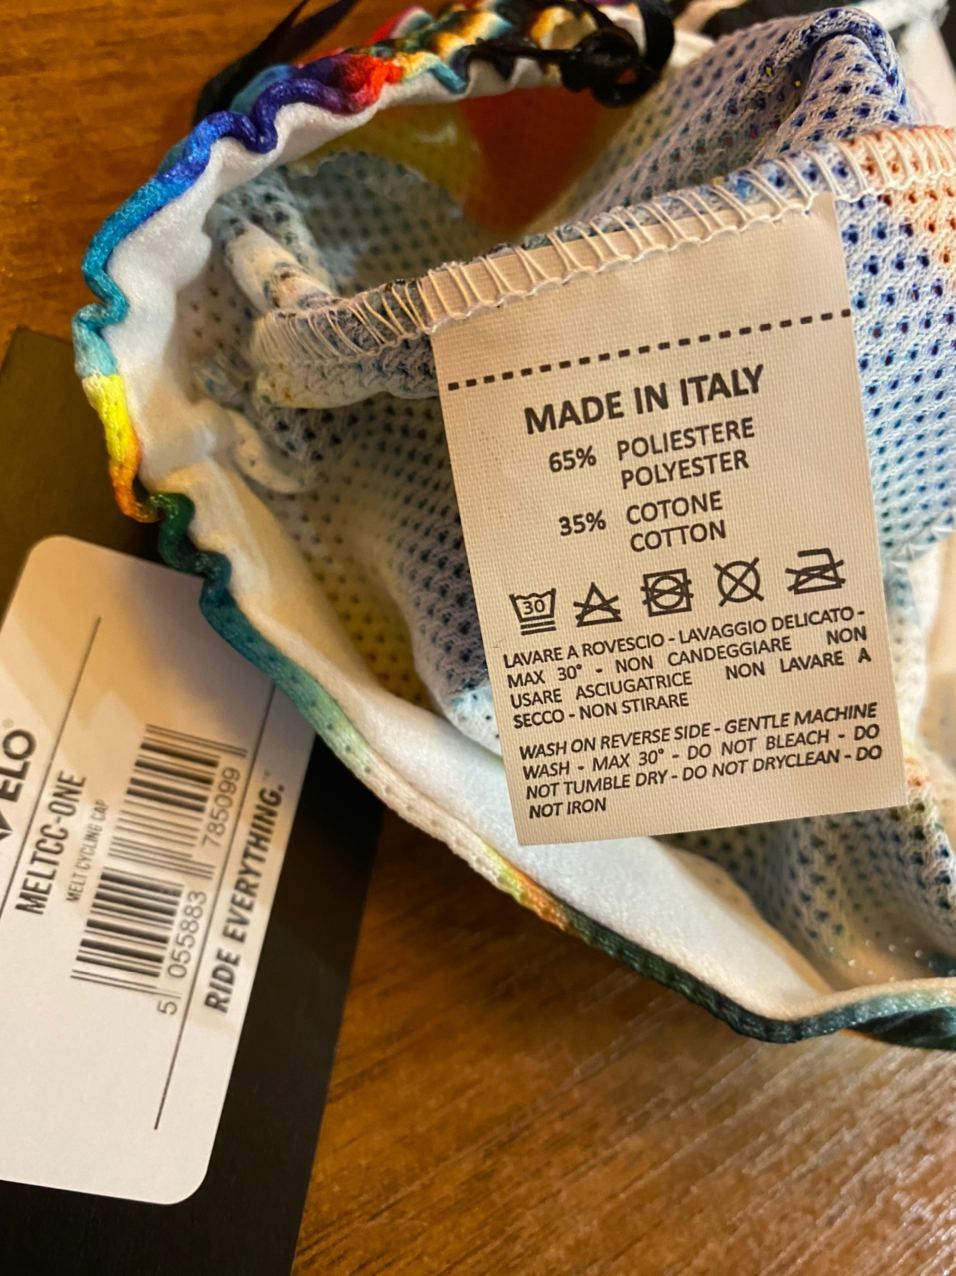 MADE IN ITALY
65% POLIESTERE
POLYESTER
35% COTONE
COTTON
30
LAVARE A ROVESCIO - LAVAGGIO DELICATO -
MAX 30° - NON CANDEGGIARE NON
USARE ASCIUGATRICE NON LAVARE A
SECCO - NON STIRARE
WASH ON REVERSE SIDE - GENTLE MACHINE
WASH - MAX 30° - DO NOT BLEACH - DO
NOT TUMBLE DRY - DO NOT DRYCLEAN - DO
NOT IRON
MELTCC-ONE
MELT CYCLING CAP
5 055883 785099
RIDE EVERYTHING.™